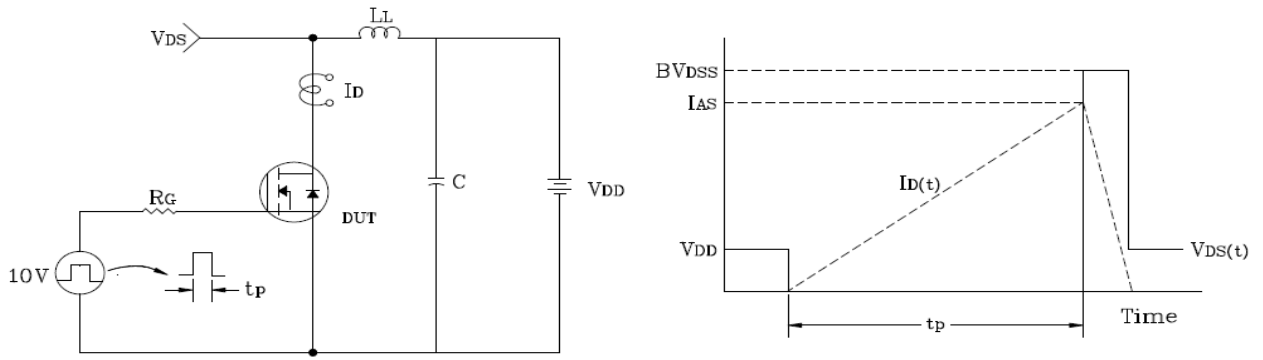 VDS
LL
ID
RG
DUT
C
VDD
10V
tP
BVDSS
IAS
ID(t)
VDD
VDS(t)
tp
Time